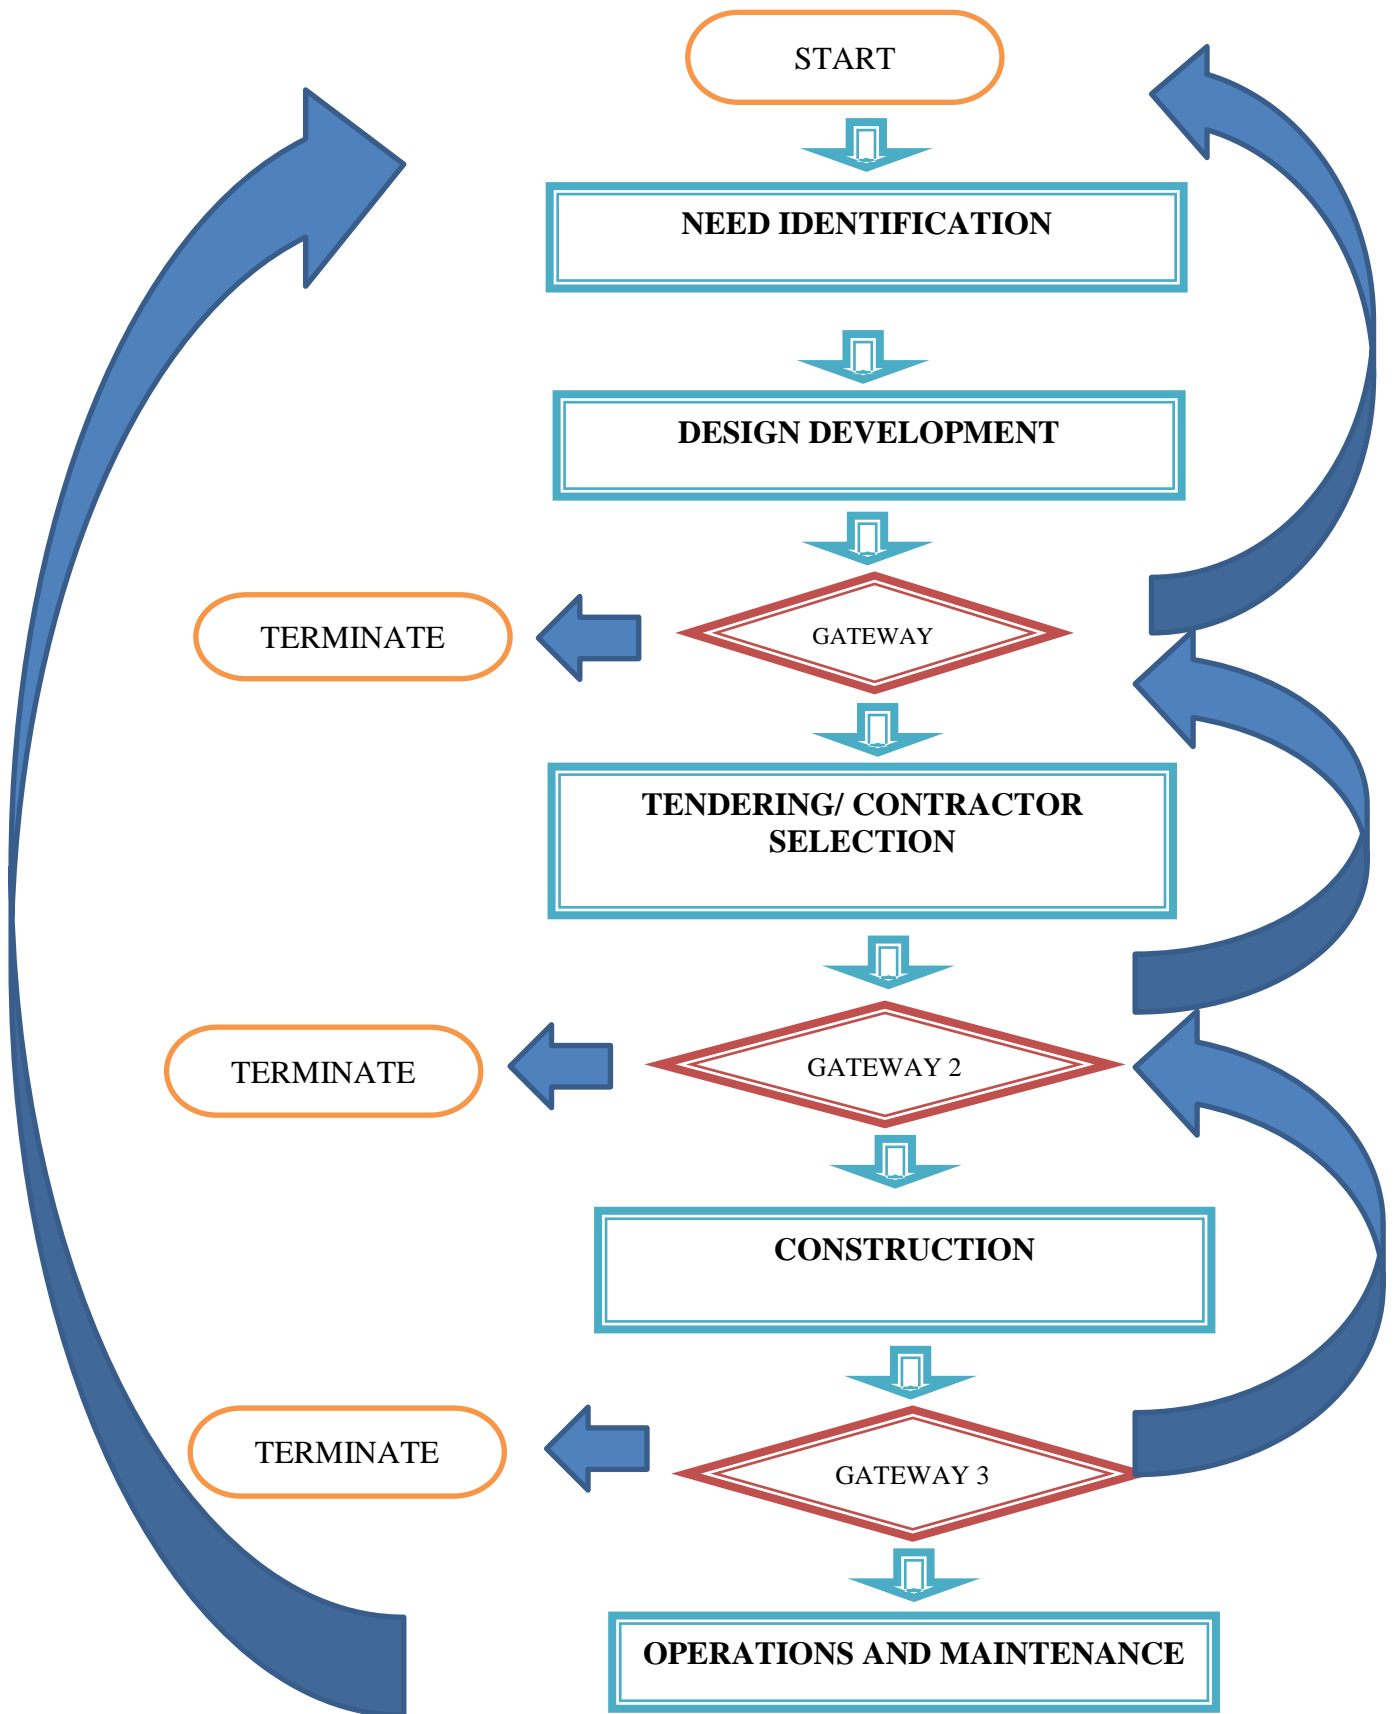 START
NEED IDENTIFICATION
DESIGN DEVELOPMENT
TERMINATE
GATEWAY
TENDERING/ CONTRACTOR
SELECTION
TERMINATE
GATEWAY 2
CONSTRUCTION
TERMINATE
GATEWAY 3
OPERATIONS AND MAINTENANCE